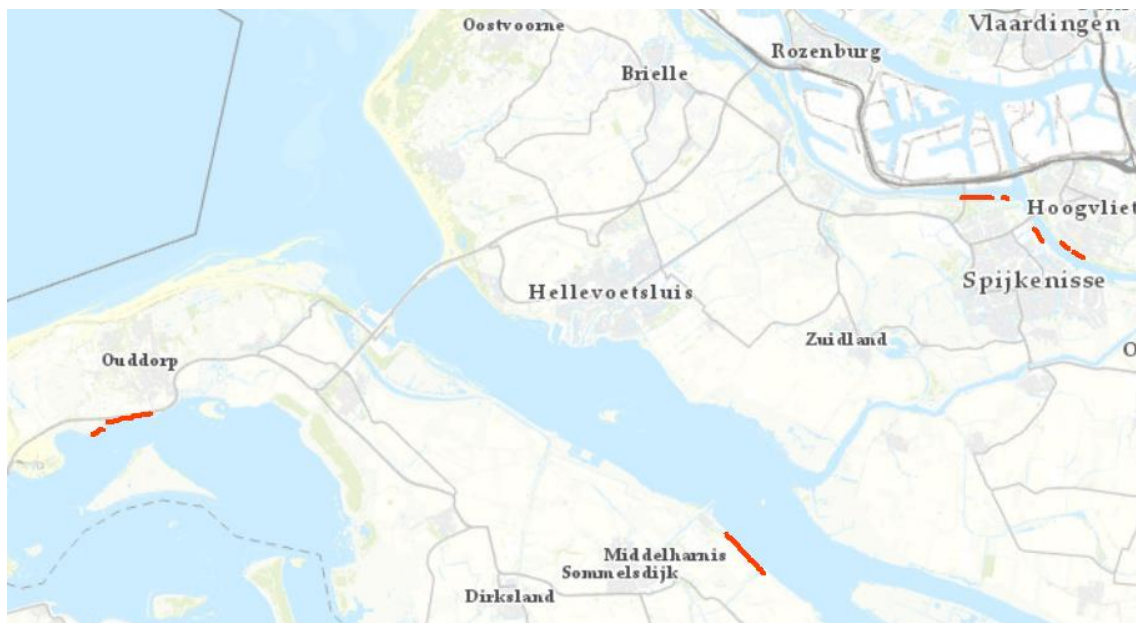 Oostvoorne
Vlaardingen
Rozenburg
Brielle
Hoogvliet
Spijkenisse
Hellevoetsluis
Zuidland
O
Ouddorp
Middelharnis
Sommelsdijk
Dirksland